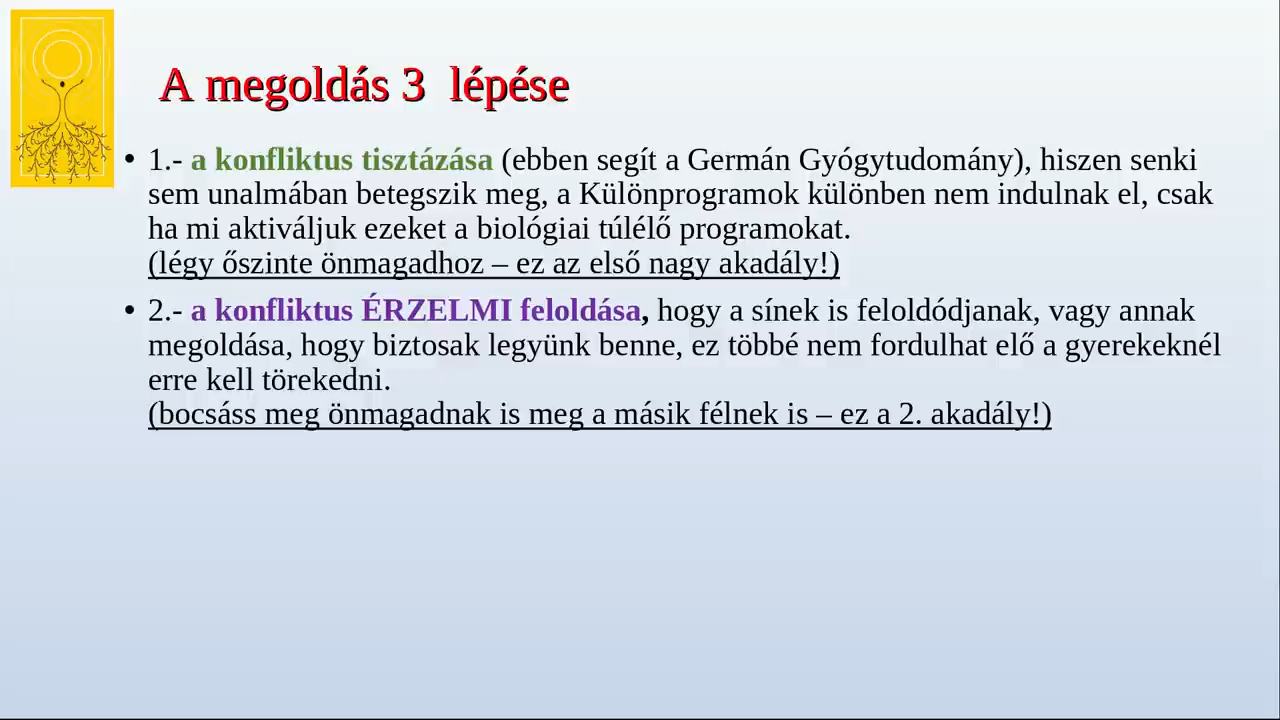 A megoldás 3  lépése
• 1.- a konfliktus tisztázása (ebben segít a Germán Gyógytudomány), hiszen senki
sem unalmában betegszik meg, a Különprogramok különben nem indulnak el, csak
ha mi aktiváljuk ezeket a biológiai túlélő programokat.
(légy őszinte önmagadhoz – ez az első nagy akadály!)
• 2.- a konfliktus ÉRZELMI feloldása, hogy a sínek is feloldódjanak, vagy annak
megoldása, hogy biztosak legyünk benne, ez többé nem fordulhat elő a gyerekeknél
erre kell törekedni.
(bocsáss meg önmagadnak is meg a másik félnek is – ez a 2. akadály!)